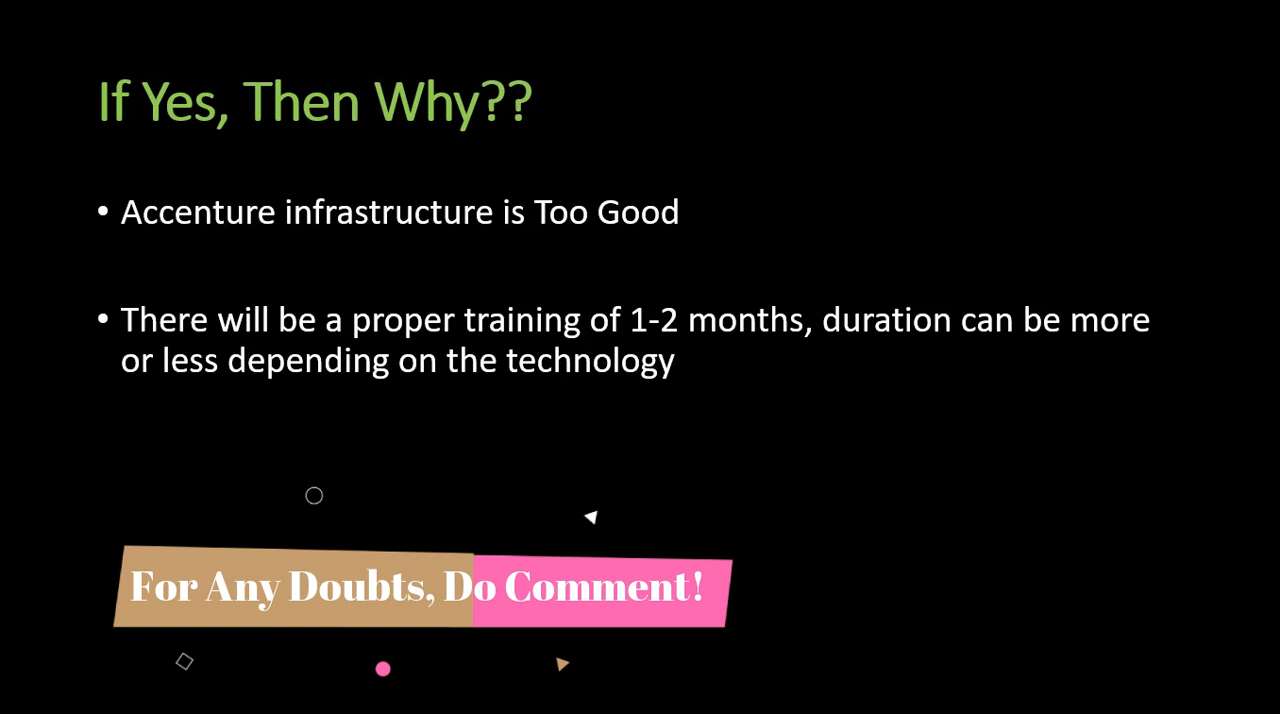 If Yes, Then Why??
• Accenture infrastructure is Too Good
• There will be a proper training of 1-2 months, duration can be more
or less depending on the technology
For Any Doubts, Do Comment!